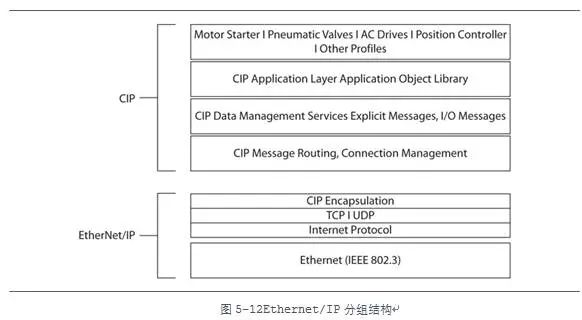 Motor Starter I Pneumatic Valves I AC Drives I Position Controller
I Other Profiles
CIP Application Layer Application Object Library
CIP
CIP Data Management Services Explicit Messages, I/O Messages
CIP Message Routing, Connection Management
CIP Encapsulation
TCP I UDP
EtherNet/IP
Internet Protocol
Ethernet (IEEE 802.3)
图 5-12Ethernet/IP 分组结构↵